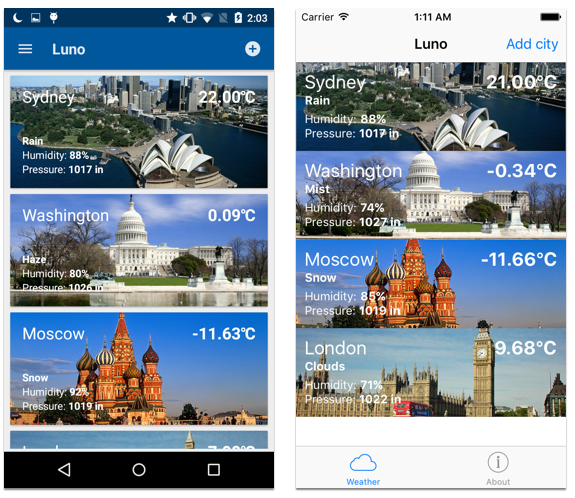 2:03
Luno
Sydney 22.00℃
Rain
Humidity: 88%
Pressure: 1017 in
Washington 0.09℃
Haze
Humidity: 80%
Pressure: 1026 in
Moscow -11.63℃
Snow
Humidity: 92%
Pressure: 1019 in
Carrier 1:11 AM
Luno Add city
Sydney 21.00°C
Rain
Humidity: 88%
Pressure: 1017 in
Washington -0.34°C
Mist
Humidity: 74%
Pressure: 1027 in
Moscow -11.66°C
Snow
Humidity: 85%
Pressure: 1019 in
London 9.68°C
Clouds
Humidity: 71%
Pressure: 1022 in
Weather About